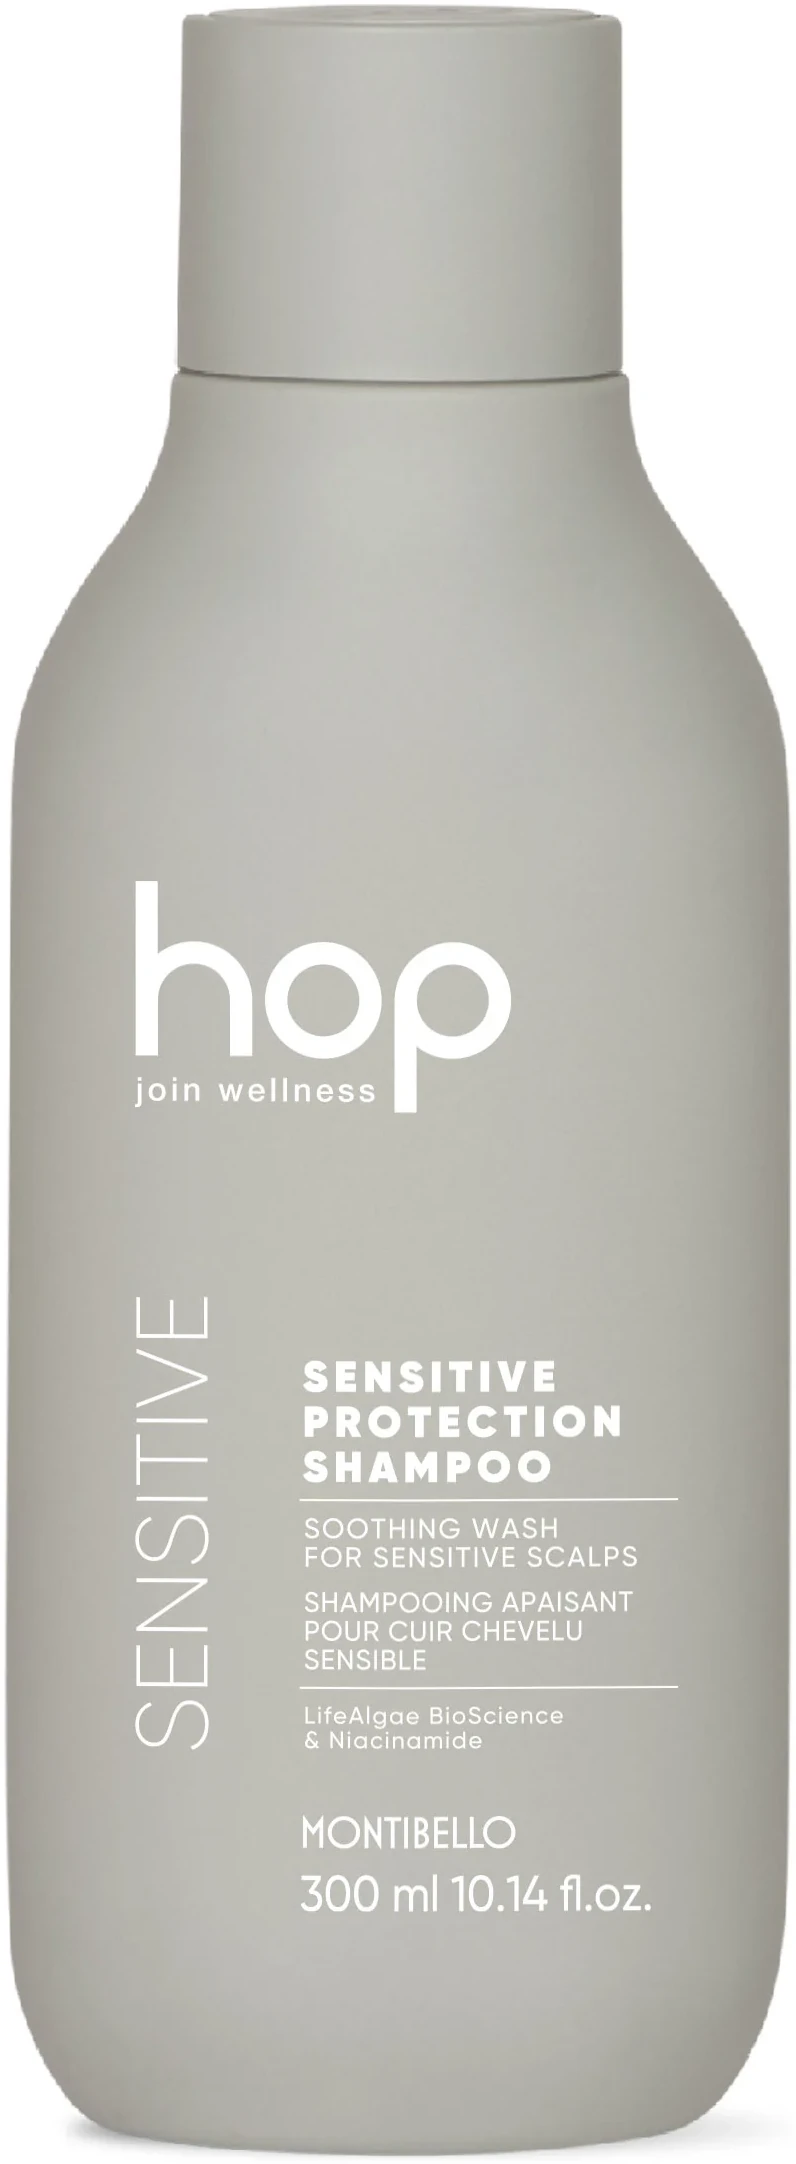 hop
join wellness
SENSITIVE
SENSITIVE
PROTECTION
SHAMPOO
SOOTHING WASH
FOR SENSITIVE SCALPS
SHAMPOOING APAISANT
POUR CUIR CHEVELU
SENSIBLE
LifeAlgae BioScience
& Niacinamide
MONTIBELLO
300 ml 10.14 fl.oz.